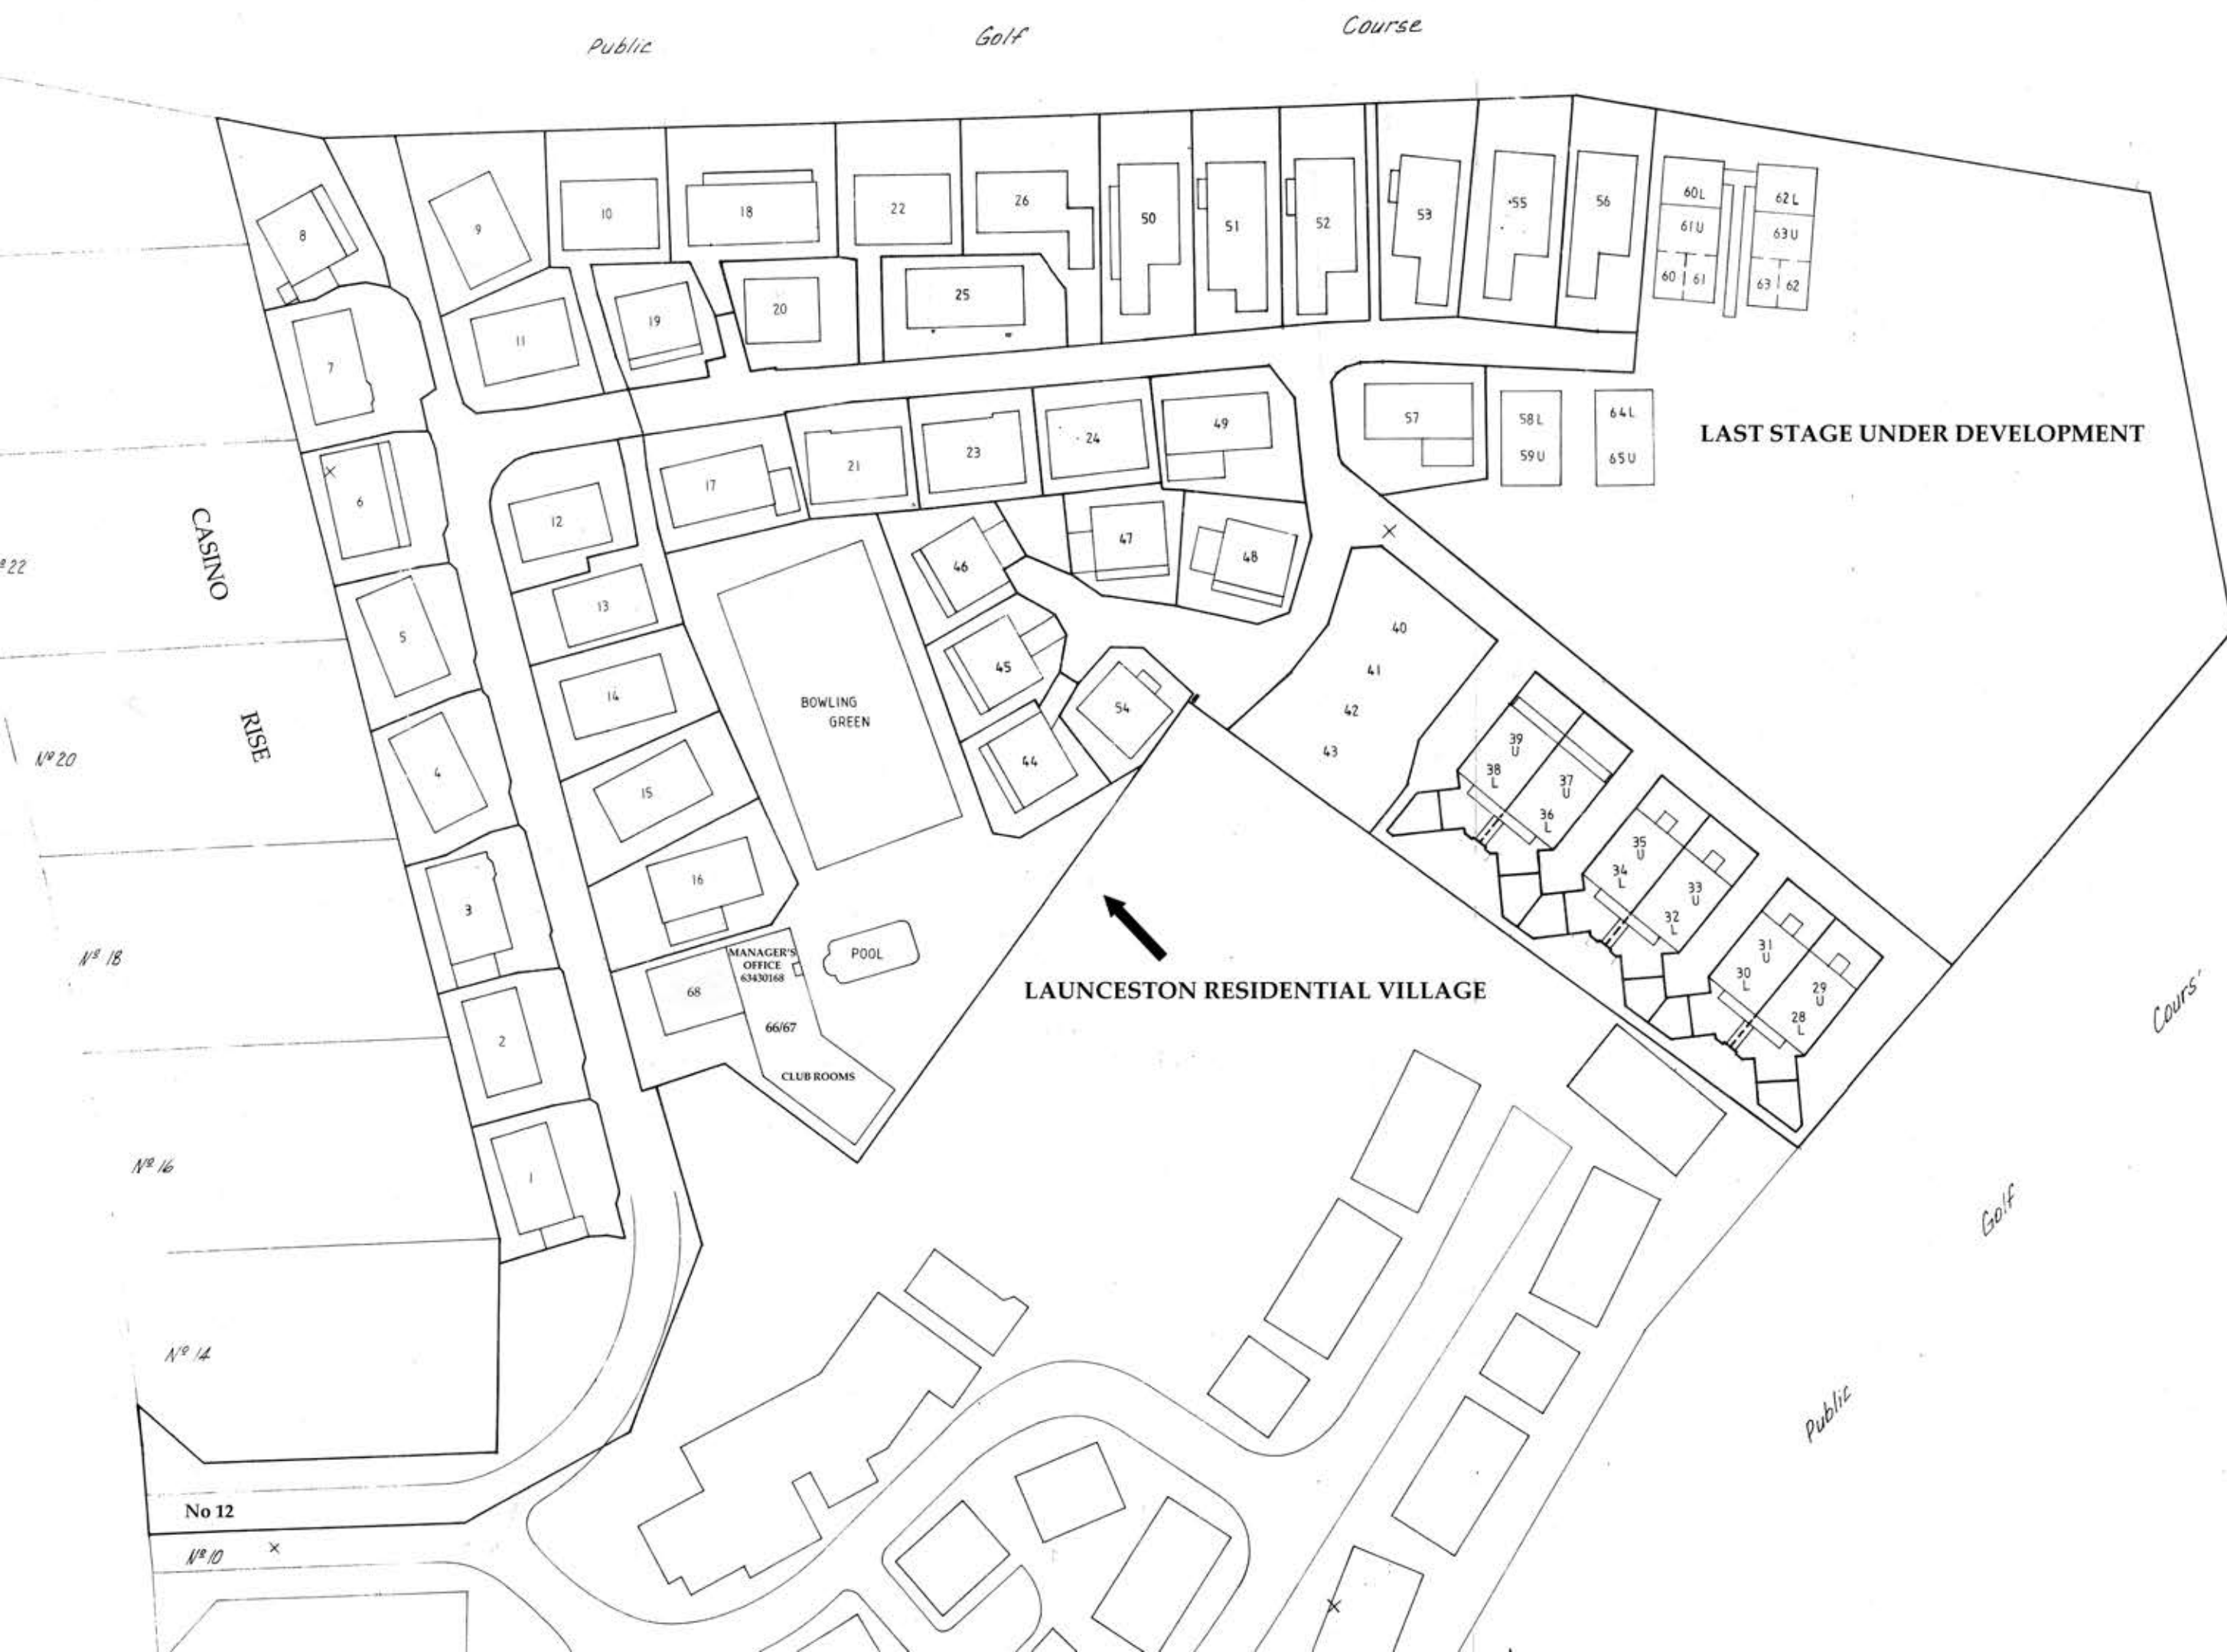 Public Golf Course
8
9
10
18
22
26
50
51
52
53
55
56
60L
61U
60 61
62L
63U
63 62
7
11
19
20
25
6
12
17
21
23
24
49
57
58L
59U
64L
65U
LAST STAGE UNDER DEVELOPMENT
CASINO
RISE
22
5
13
46
47
48
4
14
BOWLING
GREEN
45
54
44
40
41
42
43
Nº 20
15
39
U
38
L
37
U
36
L
3
16
35
U
34
L
33
U
32
L
Nº 18
MANAGER'S
OFFICE
63430168
POOL
68
66/67
CLUB ROOMS
LAUNCESTON RESIDENTIAL VILLAGE
31
U
30
L
29
U
28
L
2
1
Nº 16
Nº 14
No 12
Nº 10
Public
Golf
Cours'